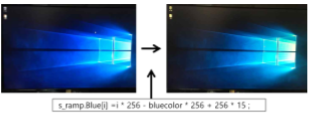 s_ramp.Blue[i] =i * 256 - bluecolor * 256 + 256 * 15 ;